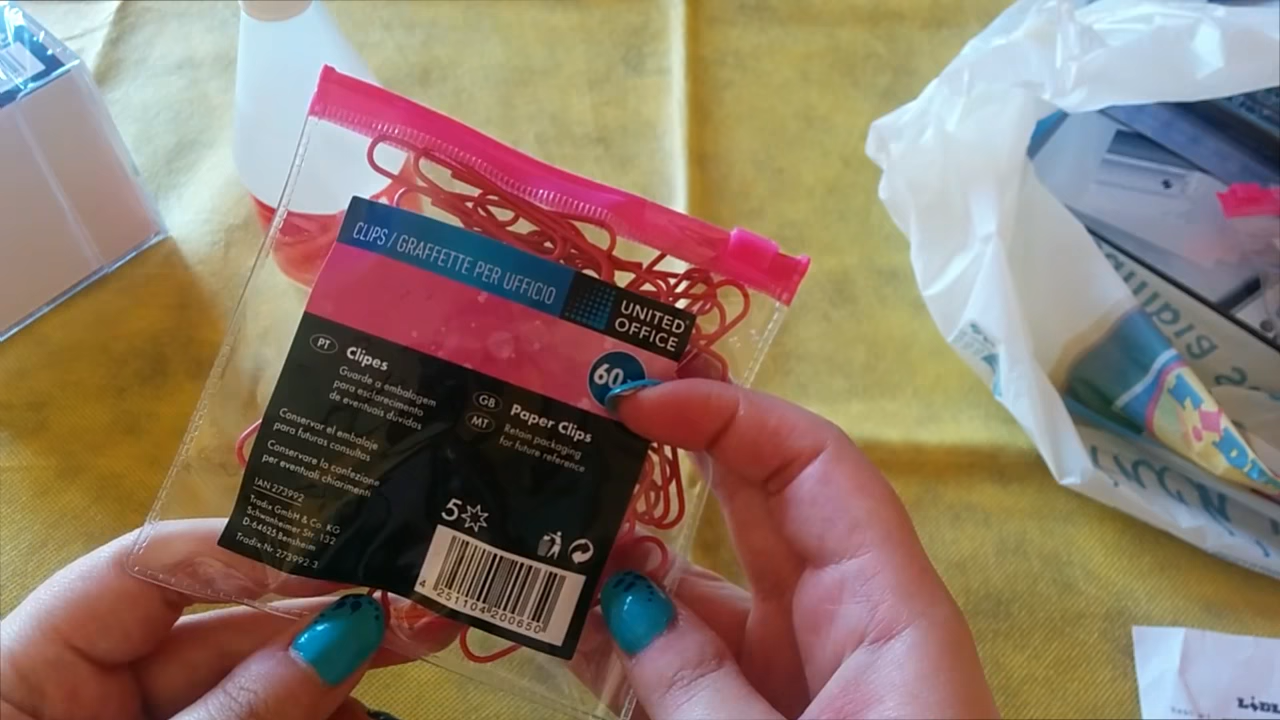 CLIPS / GRAFFETTE PER UFFICIO
UNITED
OFFICE
60
PT Clipes
Guarde a embalagem
para esclarecimento
de eventuais dúvidas
Conservar el embalaje
para futuras consultas
Conservare la confezione
per eventuali chiarimenti
IAN 273992
Tradix GmbH & Co. KG
Schwanheimer Str. 132
D-64625 Bensheim
Tradix-Nr. 273992-3
GB
MT
Paper Clips
Retain packaging
for future reference
5
4 251104 200650
LIDL